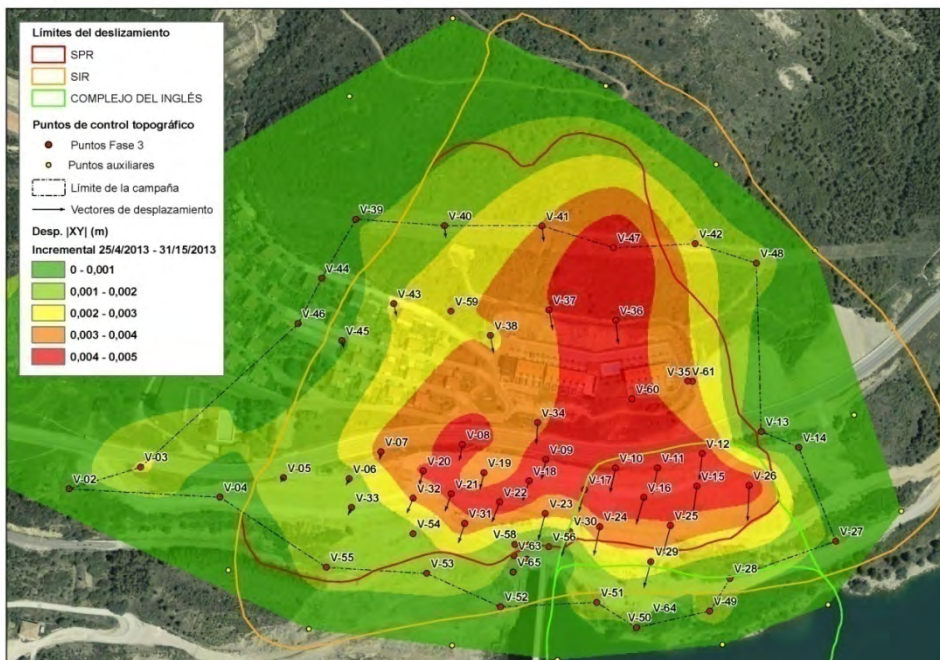 Límites del deslizamiento
SPR
SIR
COMPLEJO DEL INGLÉS
Puntos de control topográfico
Puntos Fase 3
Puntos auxiliares
Límite de la campaña
Vectores de desplazamiento
Desp. |XY| (m)
Incremental 25/4/2013 - 31/15/2013
0 - 0,001
0,001 - 0,002
0,002 - 0,003
0,003 - 0,004
0,004 - 0,005
V-39
V-40
V-41
V-47
V-42
V-48
V-44
V-43
V-59
V-37
V-36
V-46
V-45
V-38
V-35
V-61
V-60
V-34
V-13
V-14
V-03
V-07
V-08
V-09
V-12
V-02
V-04
V-05
V-06
V-20
V-19
V-18
V-10
V-11
V-17
V-16
V-15
V-26
V-33
V-32
V-21
V-22
V-23
V-31
V-30
V-24
V-25
V-54
V-58
V-56
V-63
V-65
V-27
V-29
V-28
V-55
V-53
V-52
V-51
V-64
V-49
V-50